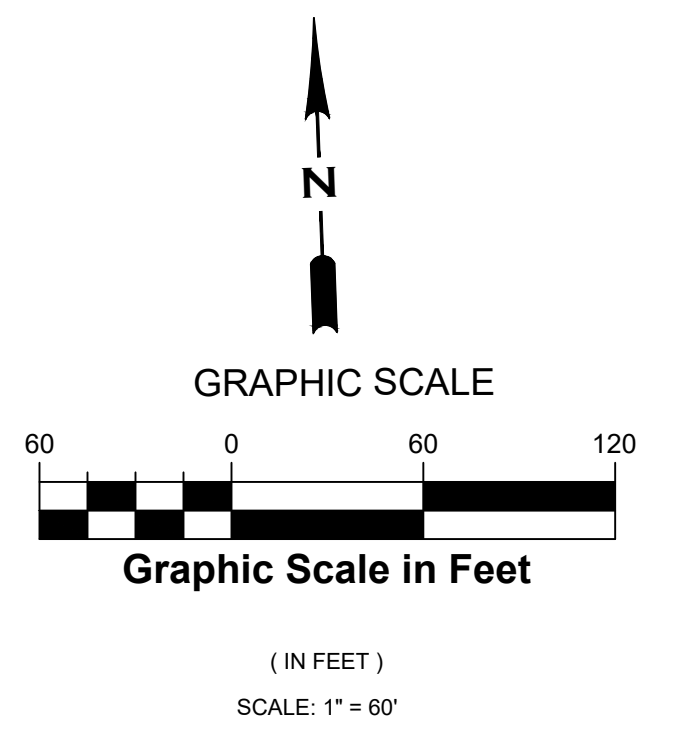 N
GRAPHIC SCALE
60 0 60 120
Graphic Scale in Feet
( IN FEET )
SCALE: 1" = 60'